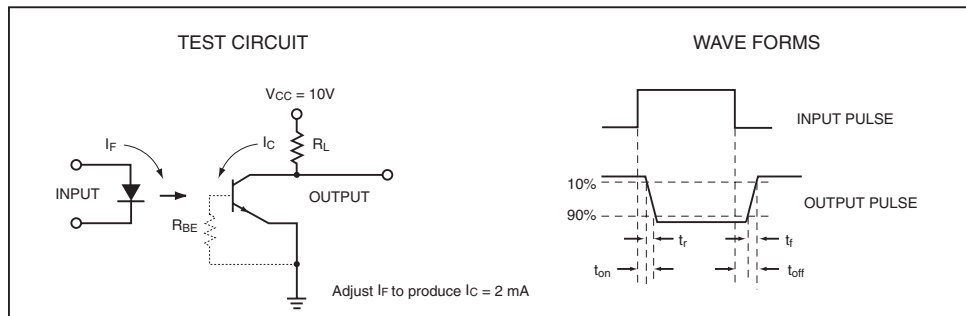 TEST CIRCUIT
WAVE FORMS
VCC = 10V
INPUT PULSE
IF
IC
RL
INPUT
OUTPUT
10%
OUTPUT PULSE
90%
RBE
tr
tf
ton
toff
Adjust IF to produce IC = 2 mA